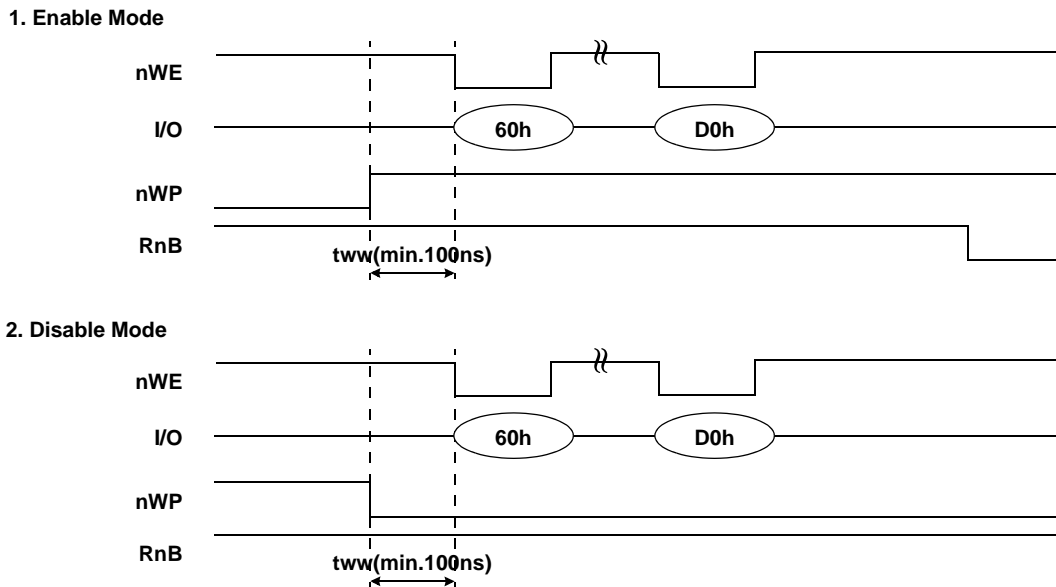 1. Enable Mode
nWE
I/O
60h
D0h
nWP
RnB
tww(min.100ns)
2. Disable Mode
nWE
I/O
60h
D0h
nWP
RnB
tww(min.100ns)